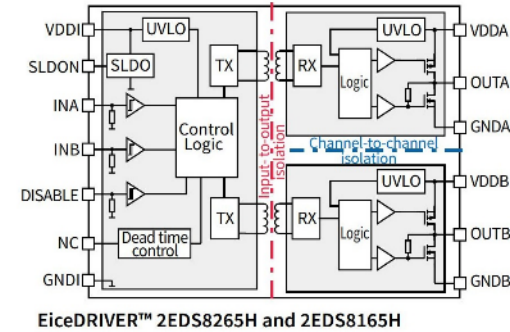 VDDI
UVLO
SLDON
SLDO
INA
INB
DISABLE
NC
GNDI
Control
Logic
Dead time
control
TX
TX
Input-to-output
isolation
Channel-to-channel
isolation
RX
UVLO
Logic
VDDA
OUTA
GNDA
RX
UVLO
Logic
VDDB
OUTB
GNDB
EiceDRIVER™ 2EDS8265H and 2EDS8165H